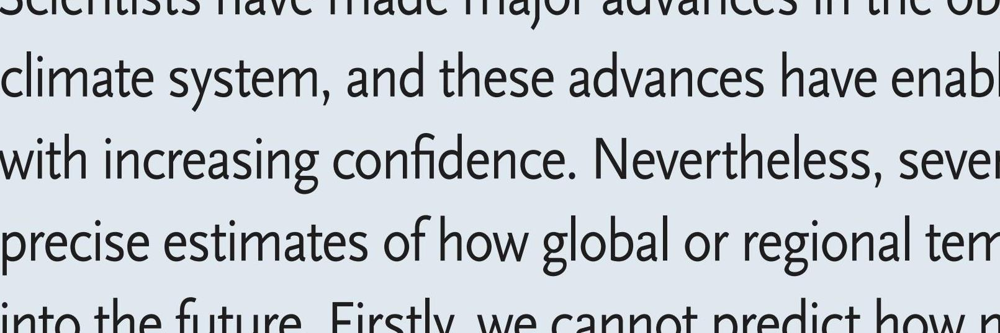 Scientists have made major advances in the ob
climate system, and these advances have enabl
with increasing confidence. Nevertheless, sever
precise estimates of how global or regional tem
into the future. Firstly, we cannot predict how